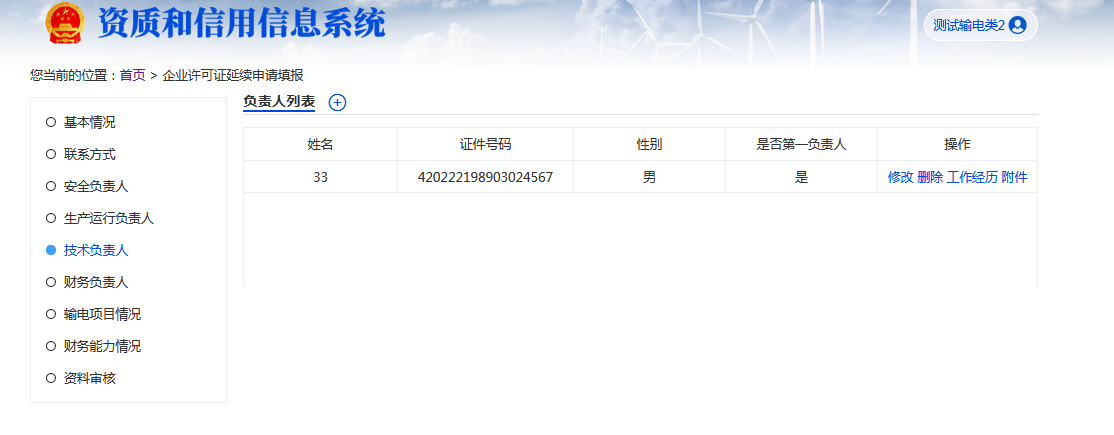 资质和信用信息系统
测试输电类2
您当前的位置：首页 > 企业许可证延续申请填报
基本情况
联系方式
安全负责人
生产运行负责人
技术负责人
财务负责人
输电项目情况
财务能力情况
资料审核
负责人列表
姓名 证件号码 性别 是否第一负责人 操作
33 420222198903024567 男 是 修改 删除 工作经历 附件